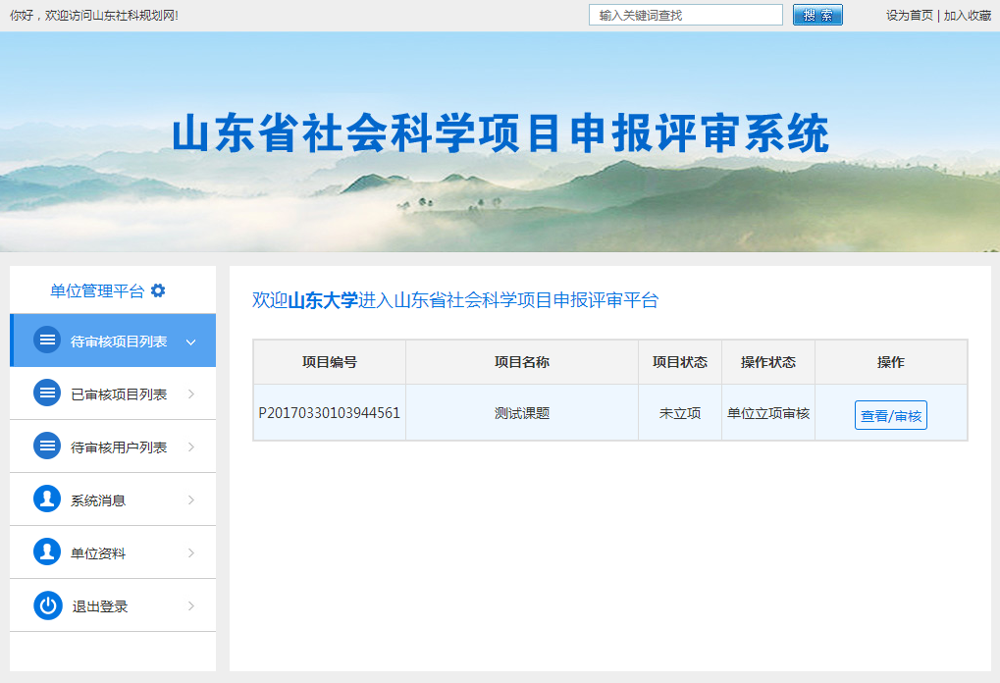 你好，欢迎访问山东社科规划网!
输入关键词查找
搜 索
设为首页 | 加入收藏
山东省社会科学项目申报评审系统
单位管理平台
待审核项目列表
已审核项目列表
待审核用户列表
系统消息
单位资料
退出登录
欢迎山东大学进入山东省社会科学项目申报评审平台
项目编号 项目名称 项目状态 操作状态 操作
P20170330103944561 测试课题 未立项 单位立项审核 查看/审核